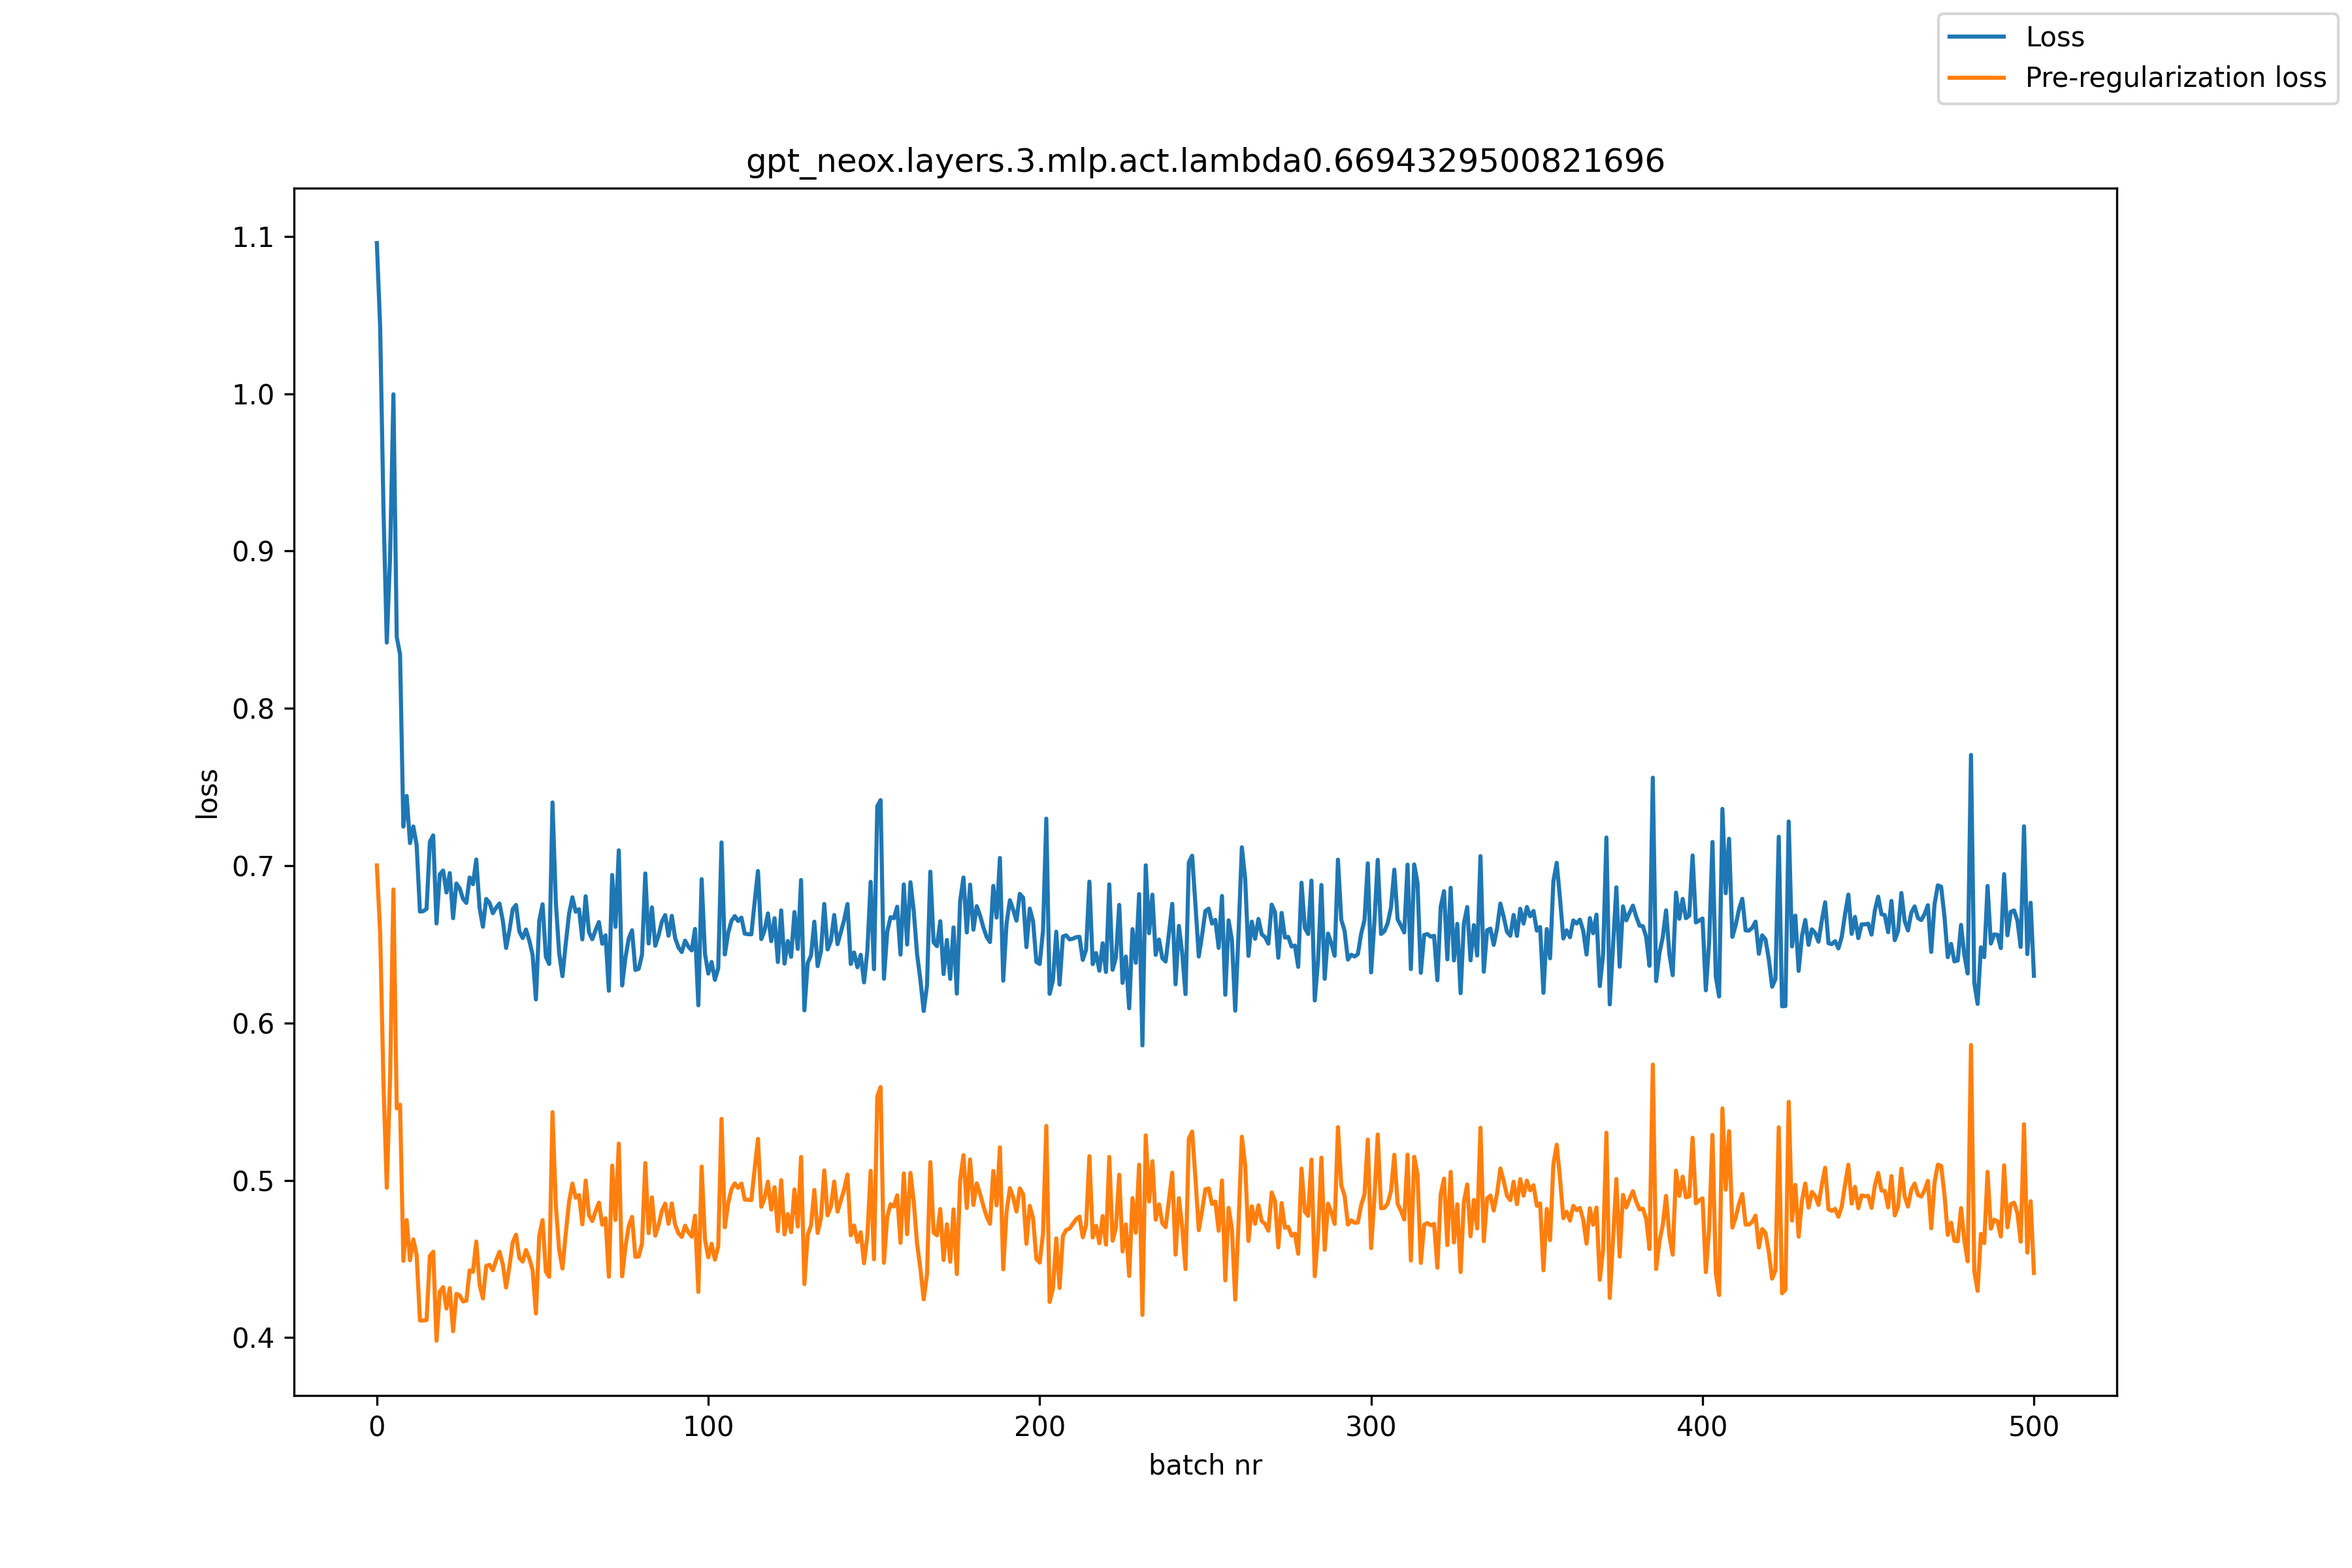 Loss
Pre-regularization loss
gpt_neox.layers.3.mlp.act.lambda0.6694329500821696
1.1
1.0
0.9
0.8
0.7
0.6
0.5
0.4
loss
0 100 200 300 400 500
batch nr